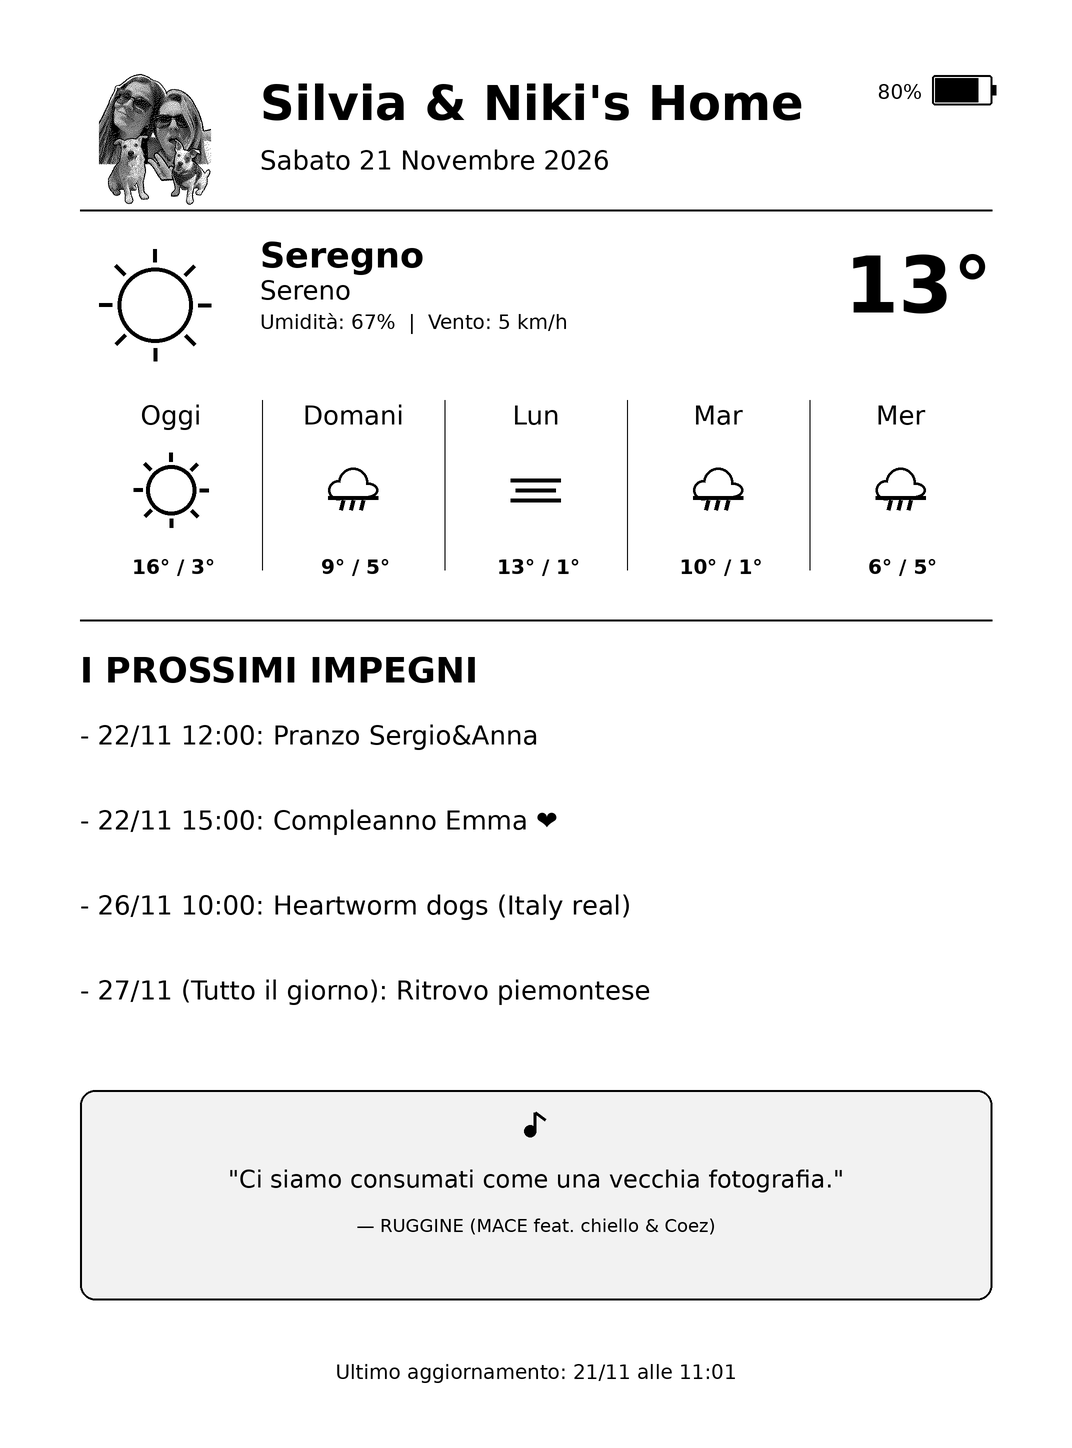 Silvia & Niki's Home
80%
Sabato 21 Novembre 2026
Seregno
Sereno
Umidità: 67% | Vento: 5 km/h
13°
Oggi Domani Lun Mar Mer
16° / 3° 9° / 5° 13° / 1° 10° / 1° 6° / 5°
I PROSSIMI IMPEGNI
- 22/11 12:00: Pranzo Sergio&Anna
- 22/11 15:00: Compleanno Emma ❤
- 26/11 10:00: Heartworm dogs (Italy real)
- 27/11 (Tutto il giorno): Ritrovo piemontese
"Ci siamo consumati come una vecchia fotografia."
— RUGGINE (MACE feat. chiello & Coez)
Ultimo aggiornamento: 21/11 alle 11:01